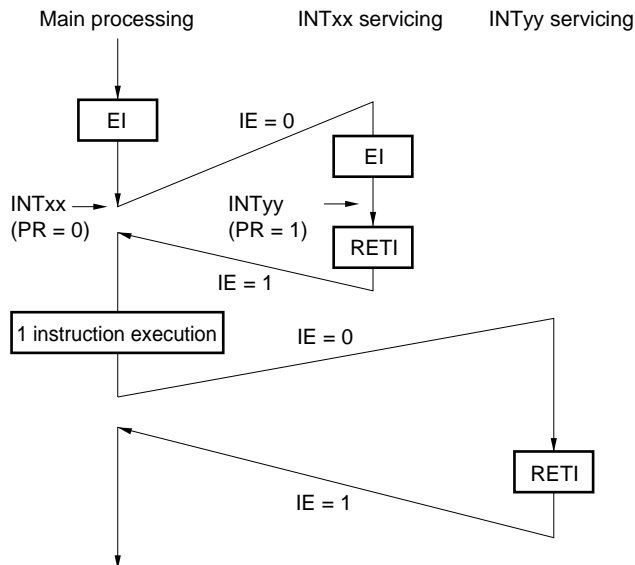 Main processing
INTxx servicing
INTyy servicing
EI
IE = 0
EI
INTxx
(PR = 0)
INTyy
(PR = 1)
RETI
IE = 1
1 instruction execution
IE = 0
RETI
IE = 1